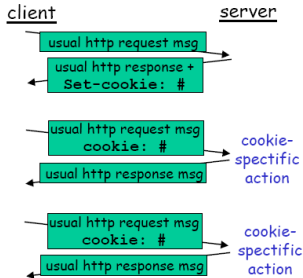 client
server
usual http request msg
usual http response +
Set-cookie: #
usual http request msg
cookie: #
usual http response msg
cookie-
spectific
action
usual http request msg
cookie: #
usual http response msg
cookie-
spectific
action